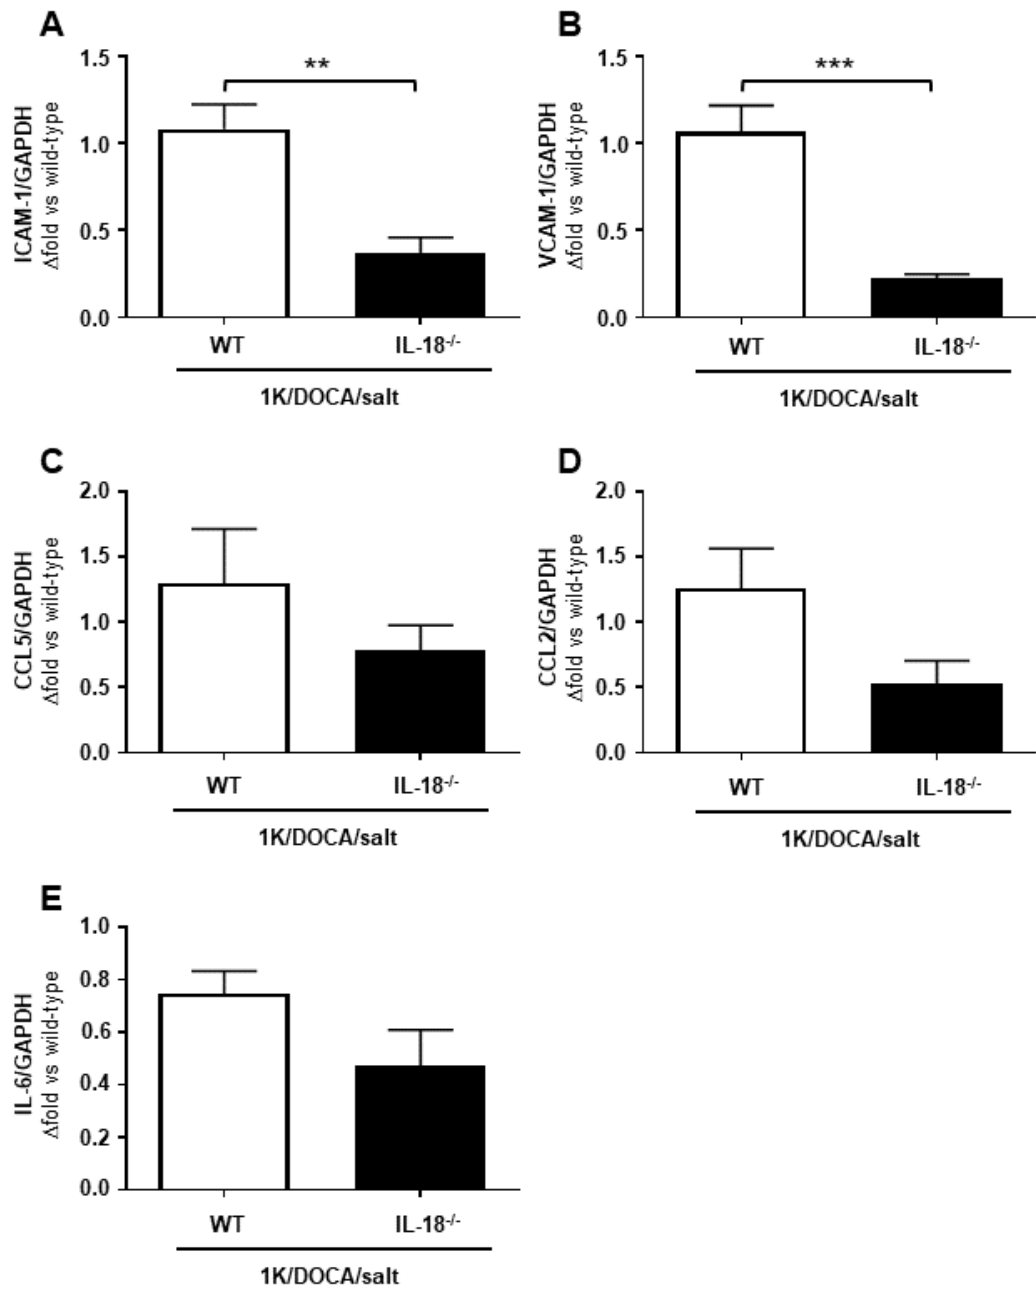 A
ICAM-1/GAPDH
Δfold vs wild-type
1.5
1.0
0.5
0.0
**
WT
IL-18-/-
1K/DOCA/salt
B
VCAM-1/GAPDH
Δfold vs wild-type
1.5
1.0
0.5
0.0
***
WT
IL-18-/-
1K/DOCA/salt
C
CCL5/GAPDH
Δfold vs wild-type
2.0
1.5
1.0
0.5
0.0
WT
IL-18-/-
1K/DOCA/salt
D
CCL2/GAPDH
Δfold vs wild-type
2.0
1.5
1.0
0.5
0.0
WT
IL-18-/-
1K/DOCA/salt
E
IL-6/GAPDH
Δfold vs wild-type
1.0
0.8
0.6
0.4
0.2
0.0
WT
IL-18-/-
1K/DOCA/salt